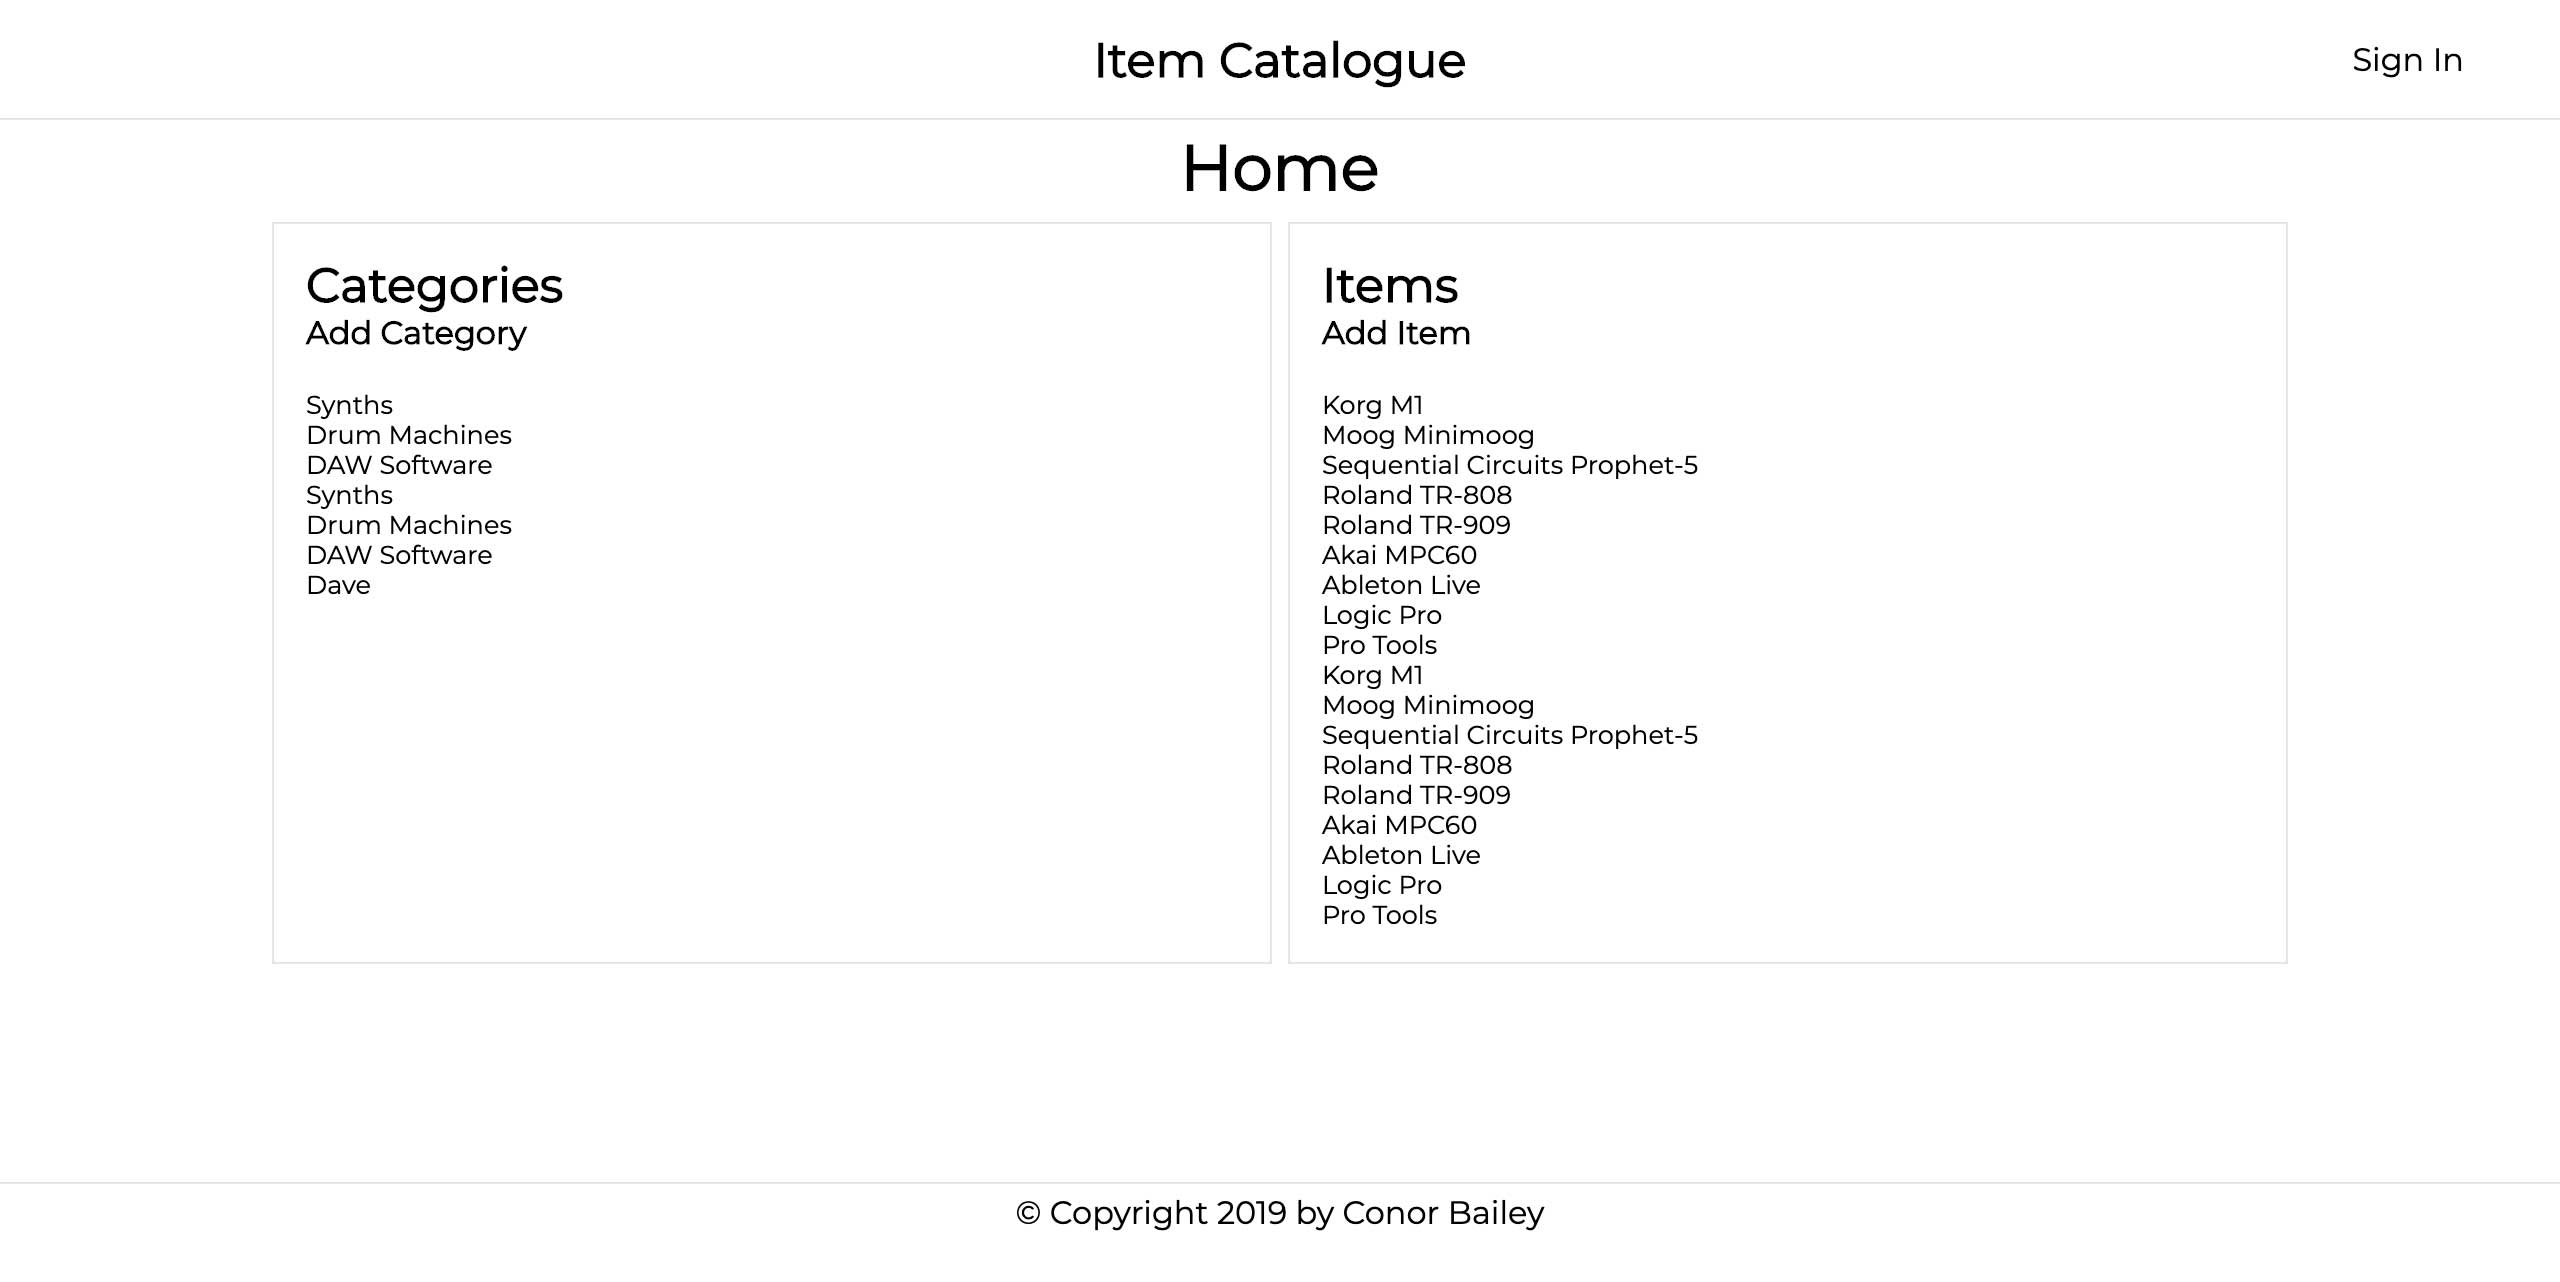 Item Catalogue
Sign In
Home
Categories
Add Category
Synths
Drum Machines
DAW Software
Synths
Drum Machines
DAW Software
Dave
Items
Add Item
Korg M1
Moog Minimoog
Sequential Circuits Prophet-5
Roland TR-808
Roland TR-909
Akai MPC60
Ableton Live
Logic Pro
Pro Tools
Korg M1
Moog Minimoog
Sequential Circuits Prophet-5
Roland TR-808
Roland TR-909
Akai MPC60
Ableton Live
Logic Pro
Pro Tools
© Copyright 2019 by Conor Bailey